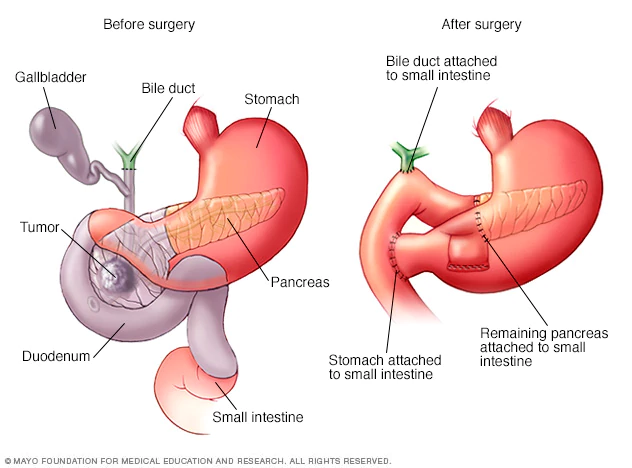 Before surgery
After surgery
Gallbladder
Bile duct
Stomach
Tumor
Pancreas
Duodenum
Small intestine
Bile duct attached
to small intestine
Stomach attached
to small intestine
Remaining pancreas
attached to small
intestine
© MAYO FOUNDATION FOR MEDICAL EDUCATION AND RESEARCH. ALL RIGHTS RESERVED.